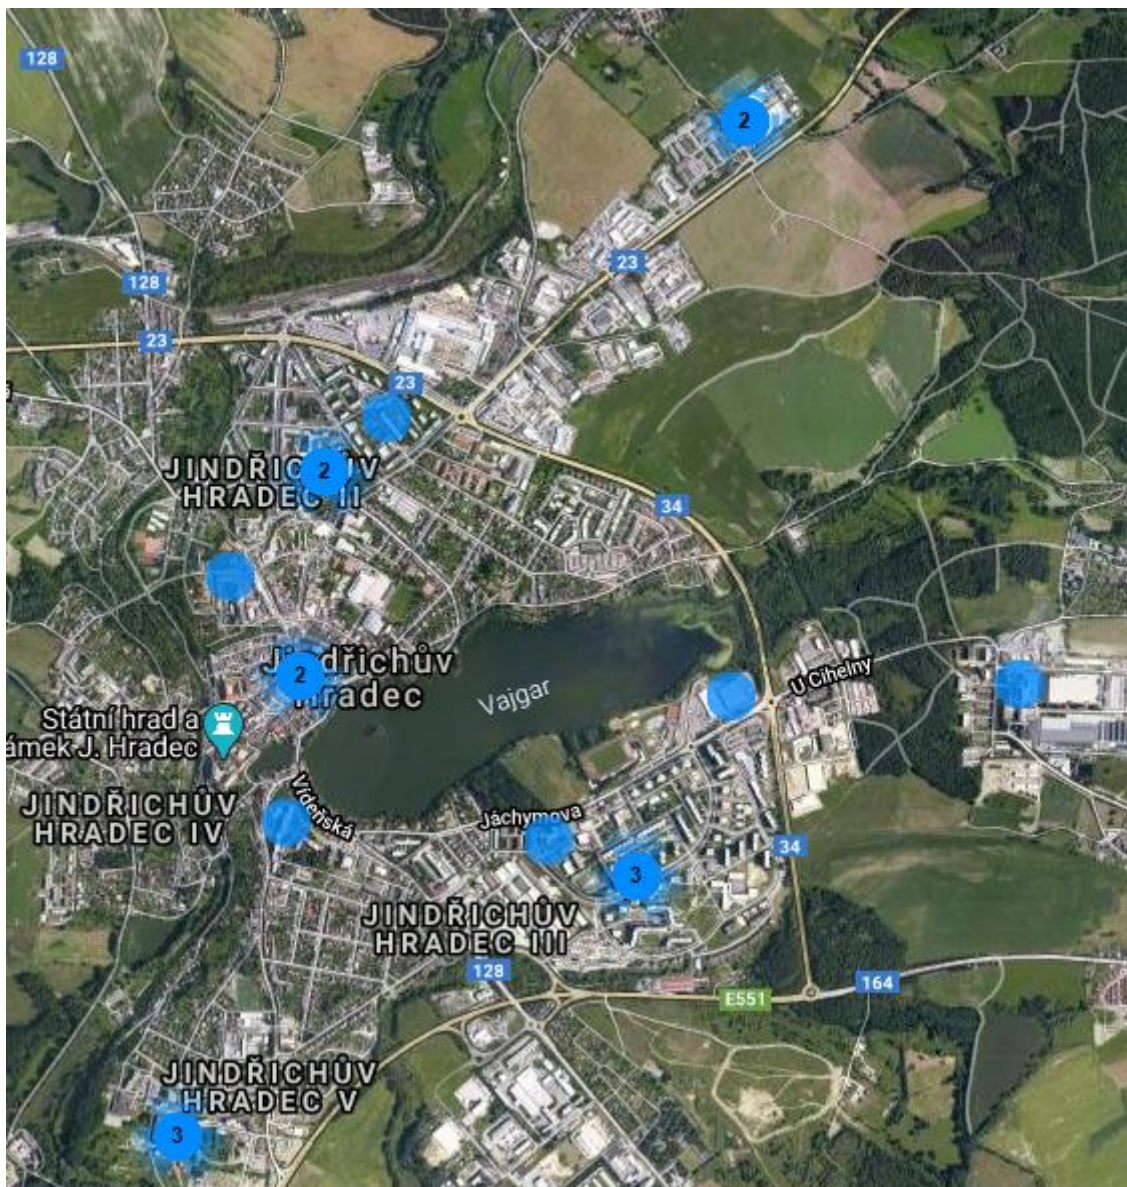 128
2
23
128
23
23
2
JINDŘICHŮV
HRADEC II
34
Jindřichův
Hradec
2
Vajgar
U Cihelny
Státní hrad a
ámek J. Hradec
JINDŘICHŮV
HRADEC IV
Vídeňská
Jáchymova
34
3
JINDŘICHŮV
HRADEC III
128
164
E551
JINDŘICHŮV
HRADEC V
3